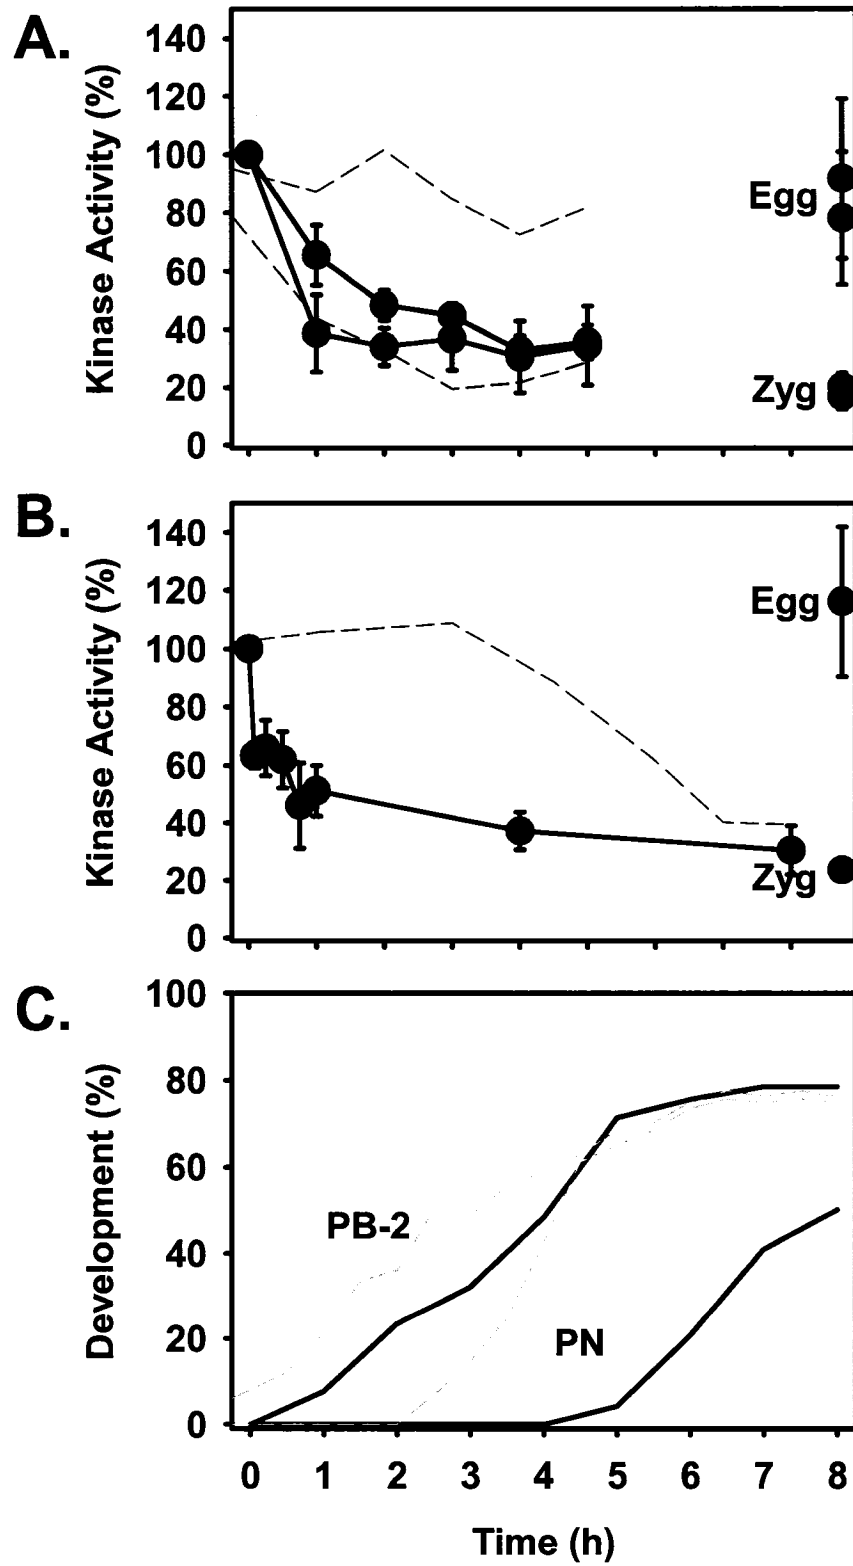 A.
Kinase Activity (%)
140
120
100
80
60
40
20
0
Egg
Zyg
B.
Kinase Activity (%)
140
120
100
80
60
40
20
0
Egg
Zyg
C.
Development (%)
100
80
60
40
20
0
PB-2
PN
0 1 2 3 4 5 6 7 8
Time (h)